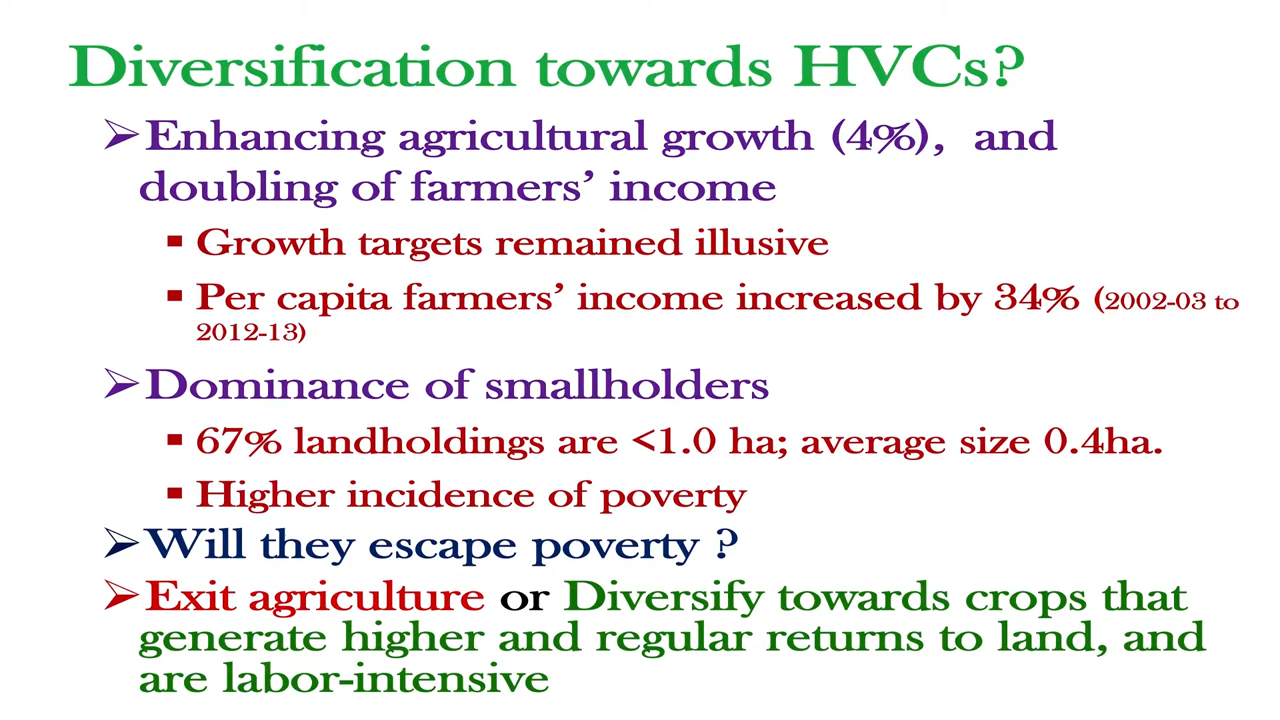 Diversification towards HVCs?
➢Enhancing agricultural growth (4%), and
doubling of farmers’ income
▪ Growth targets remained illusive
▪ Per capita farmers’ income increased by 34% (2002-03 to
2012-13)
➢Dominance of smallholders
▪ 67% landholdings are <1.0 ha; average size 0.4ha.
▪ Higher incidence of poverty
➢Will they escape poverty ?
➢Exit agriculture or Diversify towards crops that
generate higher and regular returns to land, and
are labor-intensive